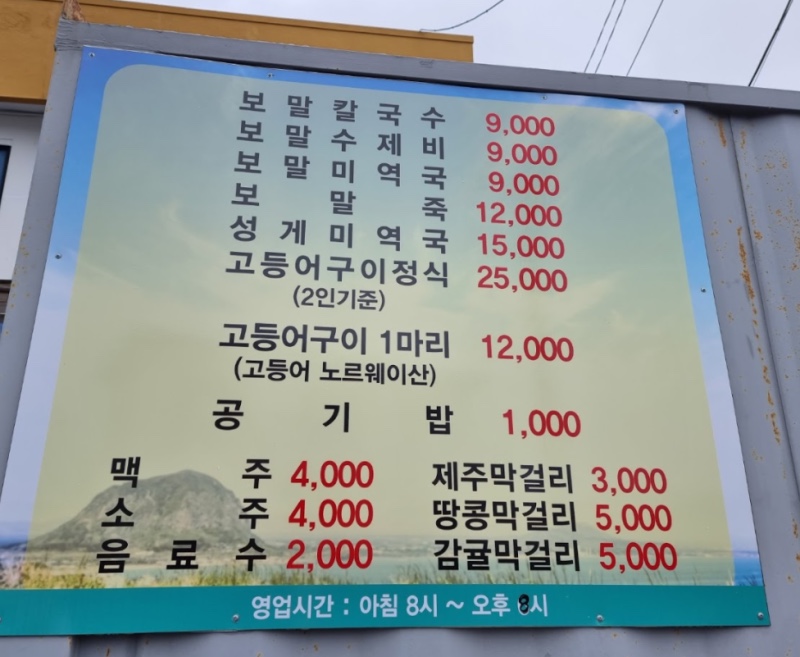 보말칼국수 9,000
보말수제비 9,000
보말미역국 9,000
보말죽 12,000
성게미역국 15,000
고등어구이정식 25,000
(2인기준)
고등어구이 1마리 12,000
(고등어 노르웨이산)
공기밥 1,000
맥주 4,000 제주막걸리 3,000
소주 4,000 땅콩막걸리 5,000
음료수 2,000 감귤막걸리 5,000
영업시간 : 아침 8시 ~ 오후 8시